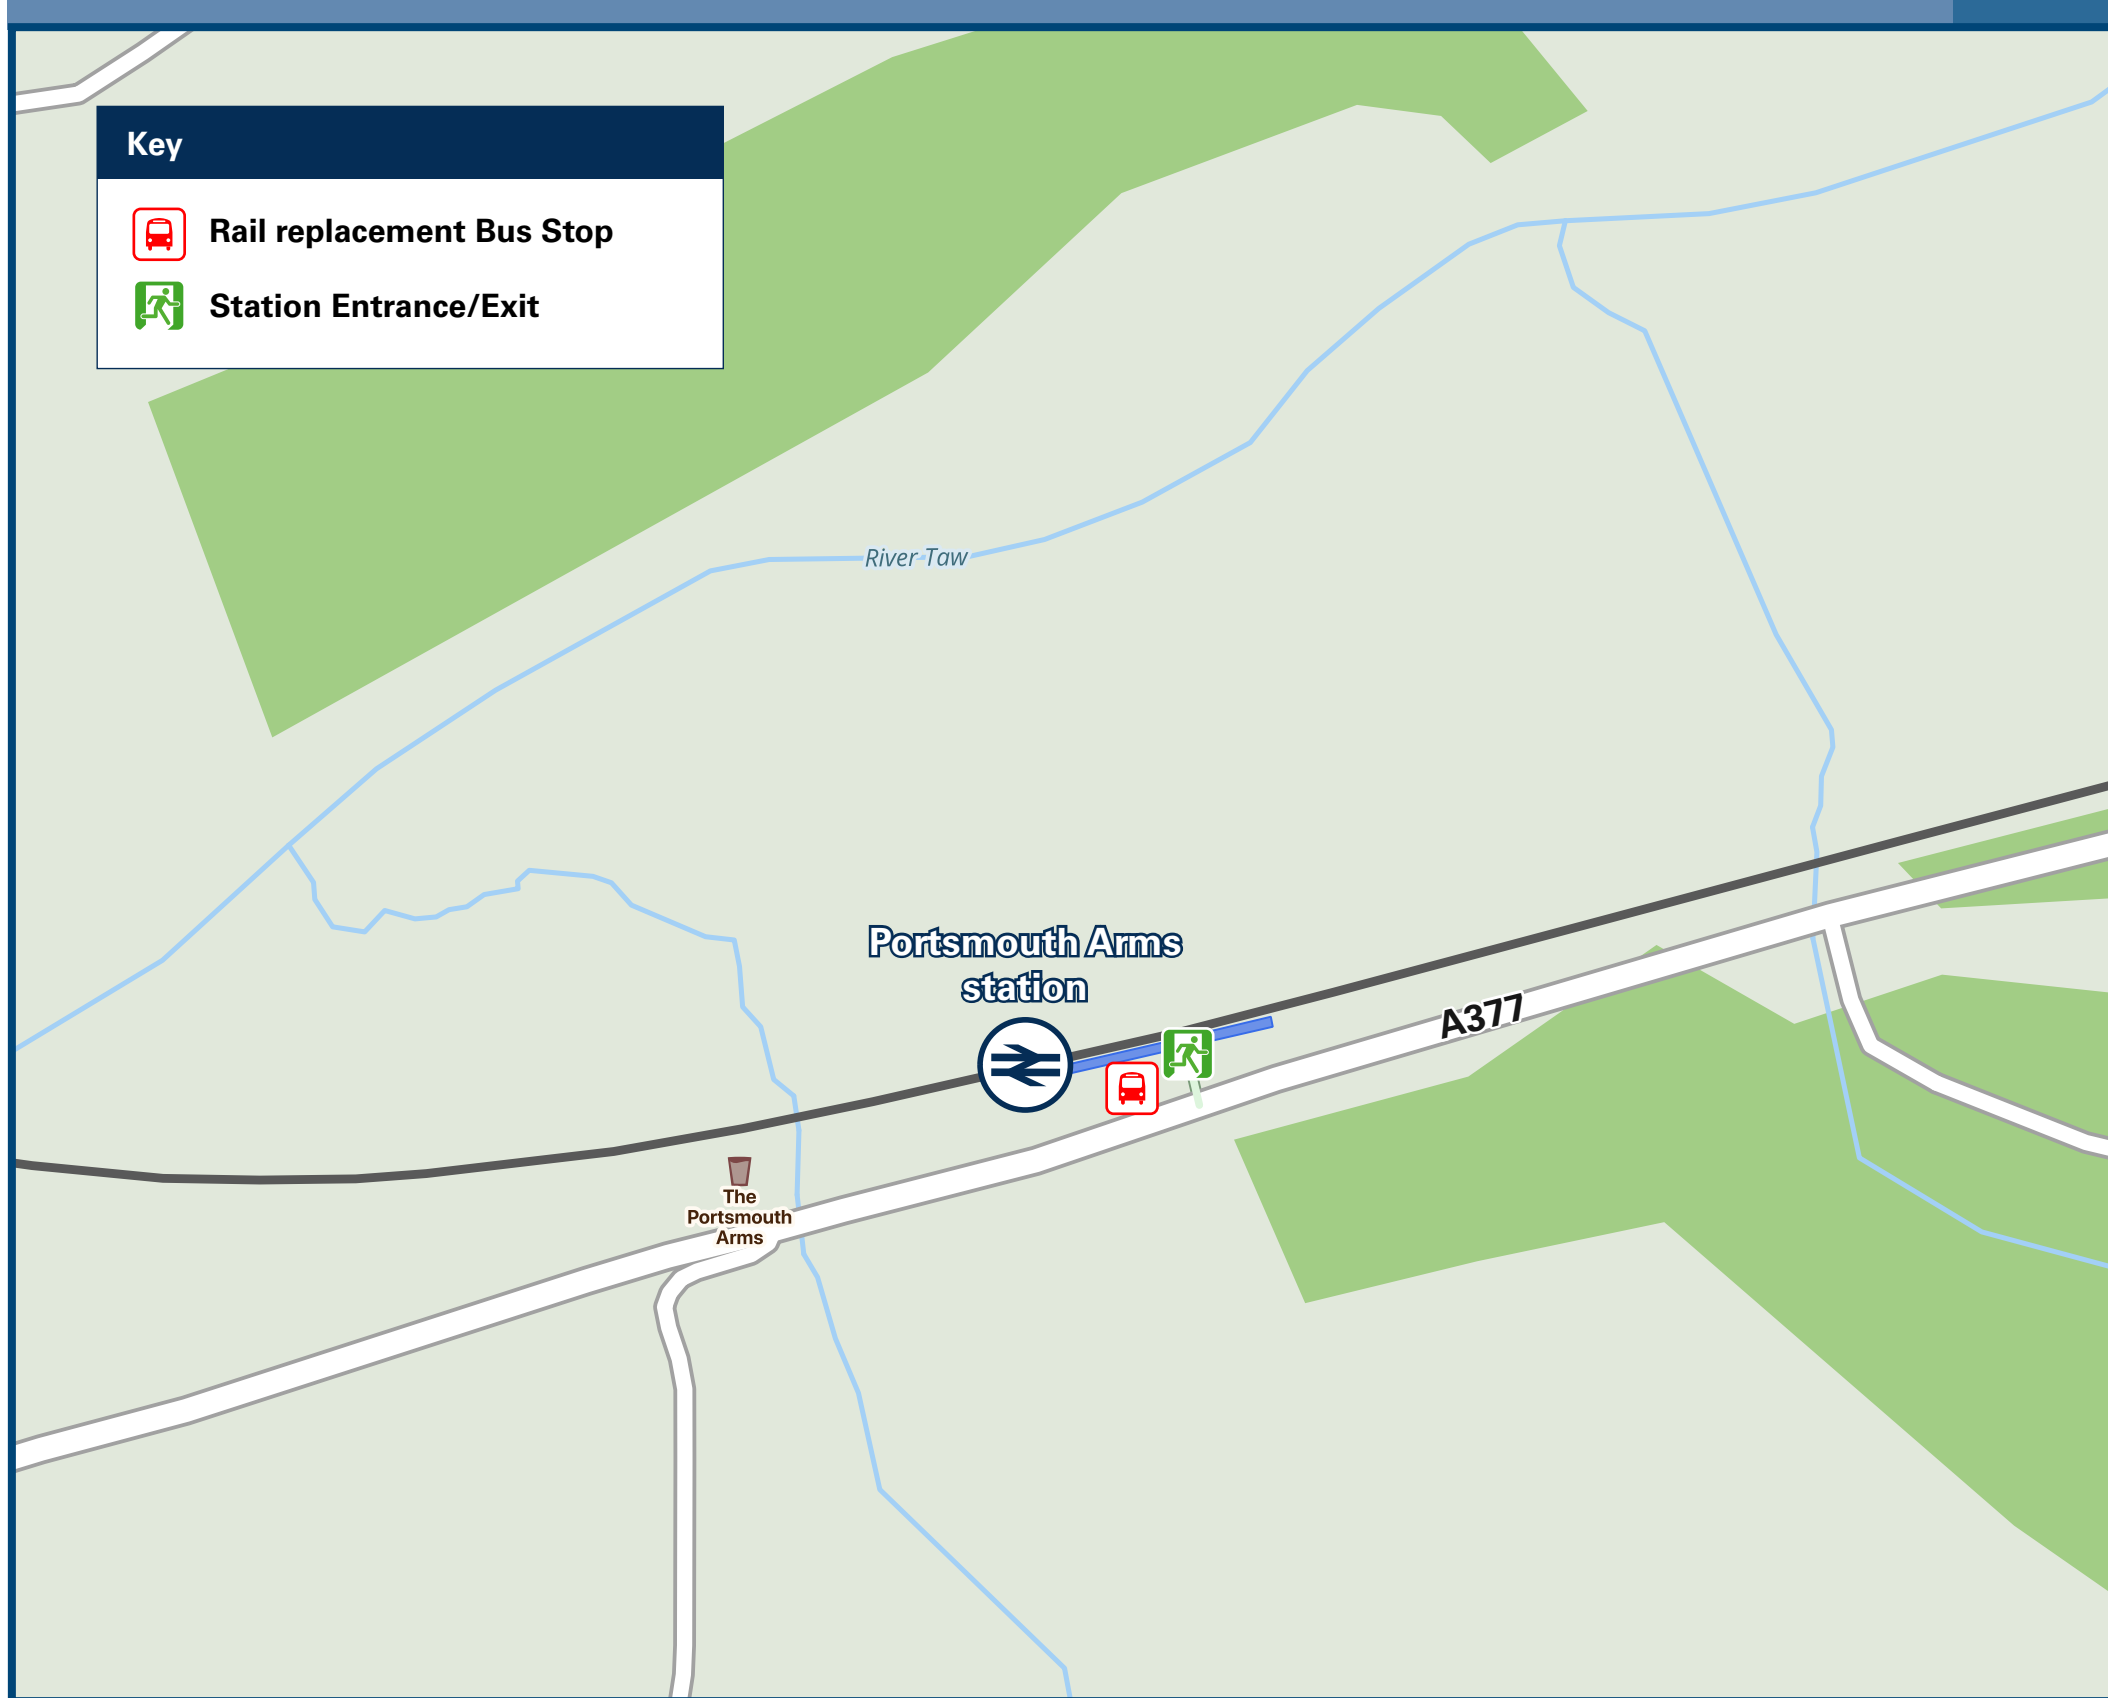 Key
Rail replacement Bus Stop
Station Entrance/Exit
River Taw
Portsmouth Arms
station
A377
The
Portsmouth
Arms